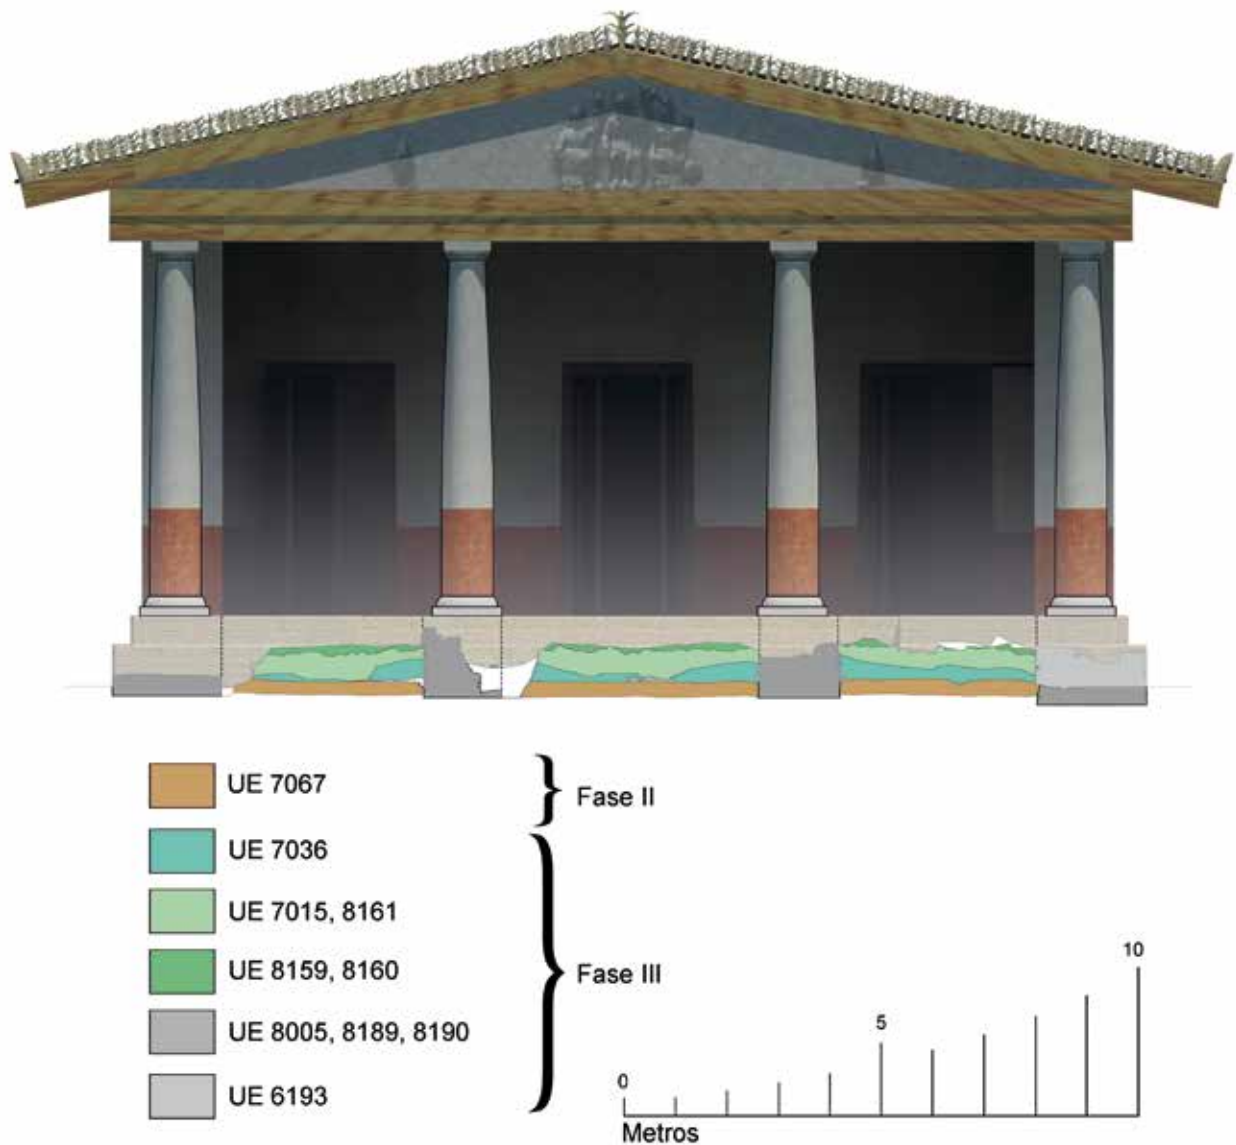 UE 7067
Fase II
UE 7036
UE 7015, 8161
UE 8159, 8160
UE 8005, 8189, 8190
UE 6193
Fase III
0
5
10
Metros